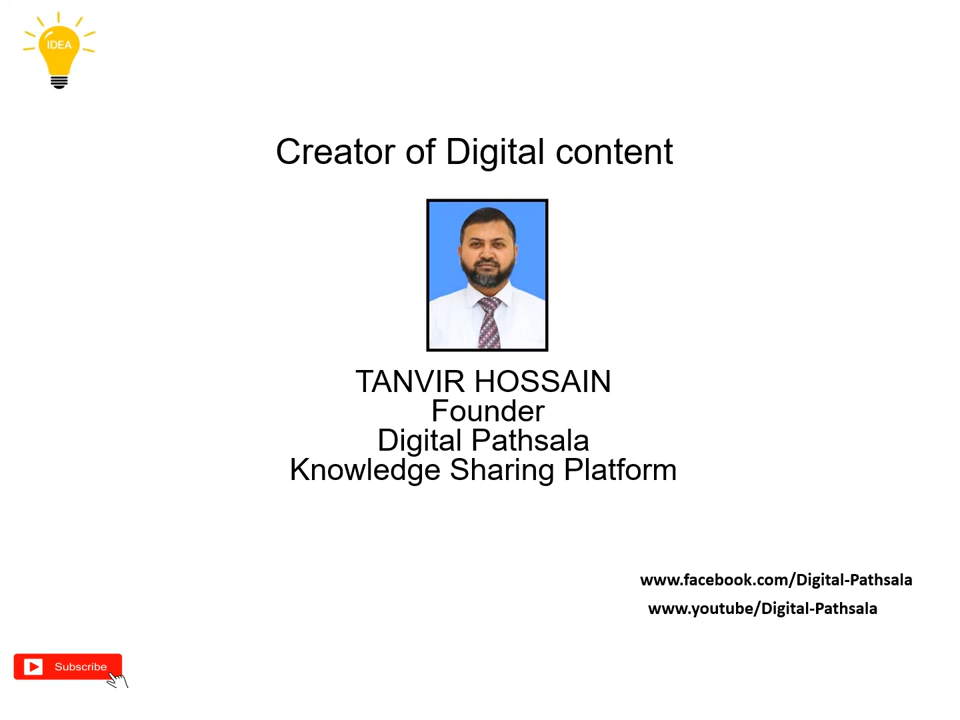 IDEA
Creator of Digital content
TANVIR HOSSAIN
Founder
Digital Pathsala
Knowledge Sharing Platform
www.facebook.com/Digital-Pathsala
www.youtube/Digital-Pathsala
Subscribe